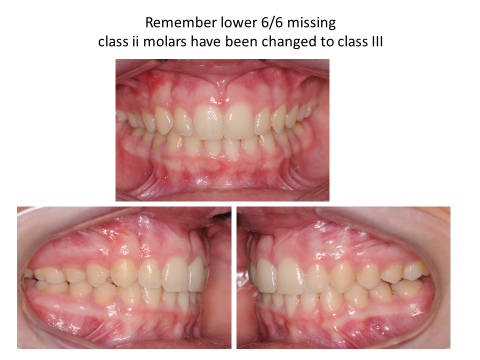 Remember lower 6/6 missing
class ii molars have been changed to class III